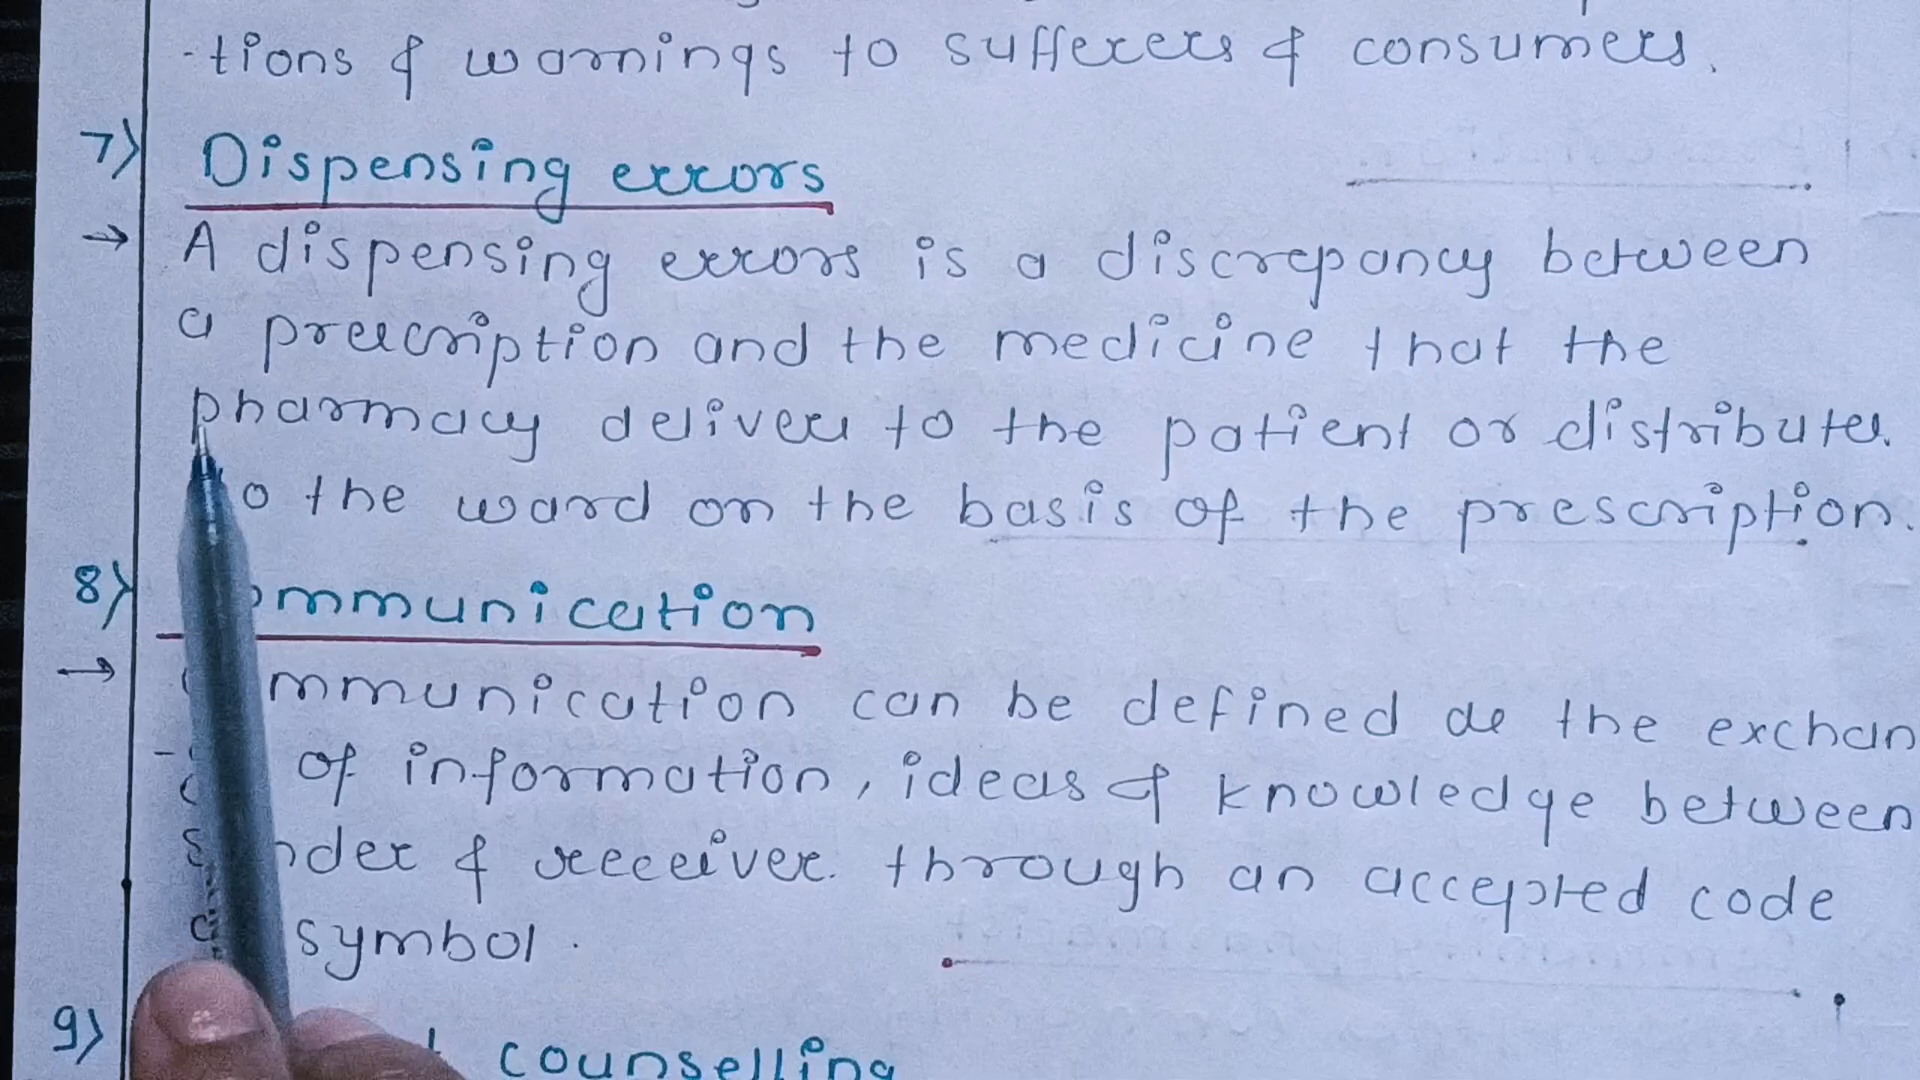 -tions & warnings to sufferers & consumers.
7) Dispensing errors
→ A dispensing errors is a discrepancy between
a prescription and the medicine that the
pharmacy deliver to the patient or distributes
o the ward on the basis of the prescription.
8) ommunication
→ mmunication can be defined as the exchan
of information, ideas & knowledge between
nder & receiver through an accepted code
symbol.
9) counselling